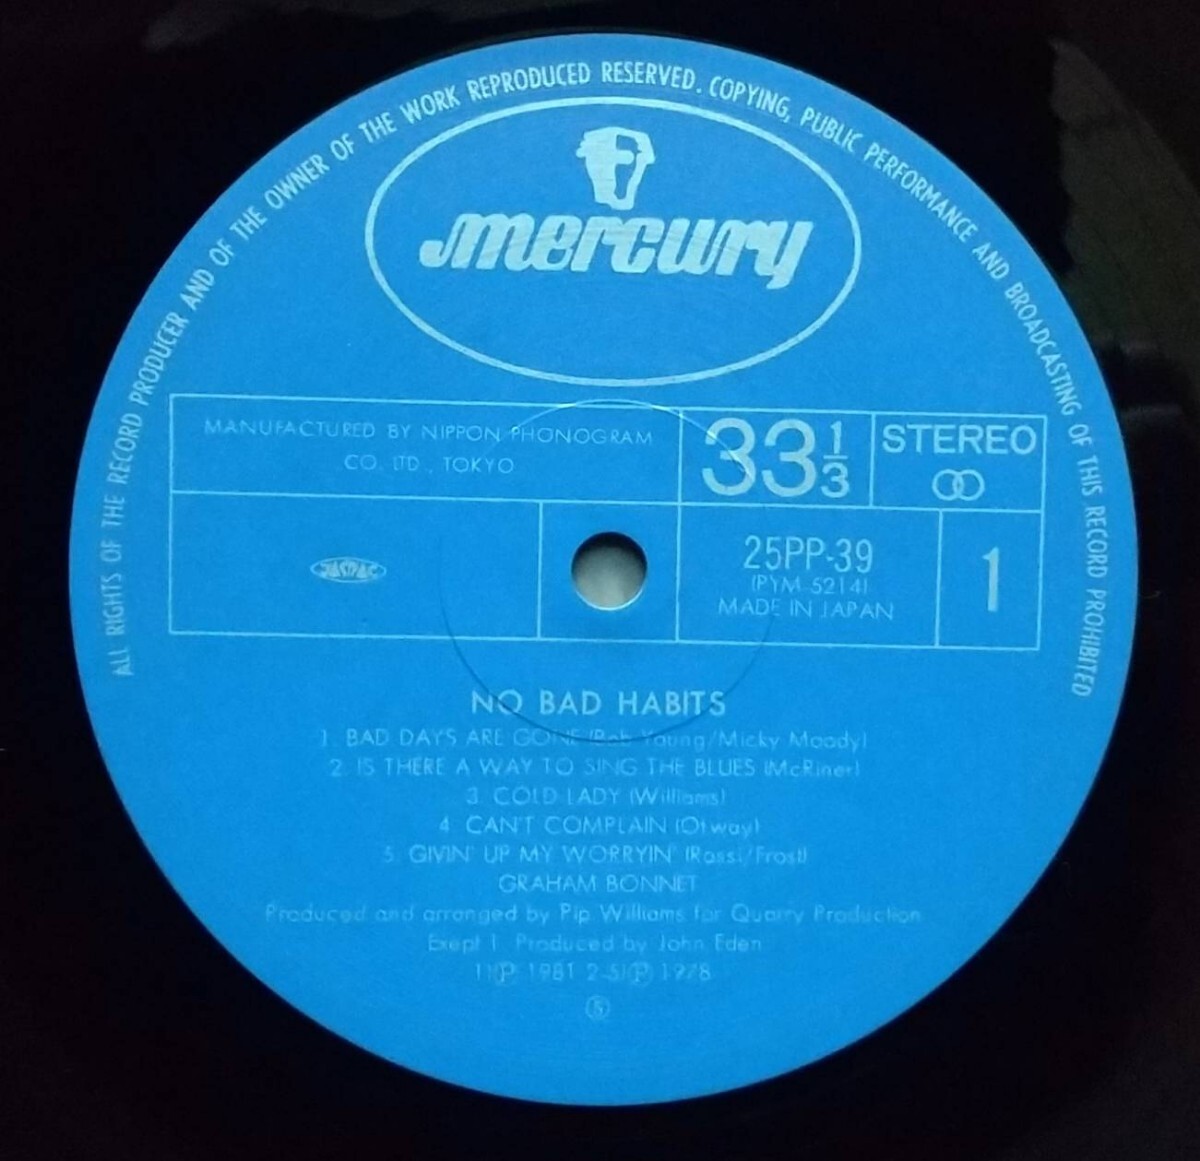 ALL RIGHTS OF THE RECORD PRODUCER AND OF THE OWNER OF THE WORK REPRODUCED RESERVED. COPYING, PUBLIC PERFORMANCE AND BROADCASTING OF THIS RECORD PROHIBITED
mercury
MANUFACTURED BY NIPPON PHONOGRAM
CO. LTD., TOKYO
33 1/3
STEREO
JASRAC
25PP-39
(PYM-5214)
MADE IN JAPAN
1
NO BAD HABITS
1. BAD DAYS ARE GONE (Bob Young/Micky Moody)
2. IS THERE A WAY TO SING THE BLUES (McRiner)
3. COLD LADY (Williams)
4. CAN'T COMPLAIN (Otway)
5. GIVIN' UP MY WORRYIN' (Rossi/Frost)
GRAHAM BONNET
Produced and arranged by Pip Williams for Quarry Production
Exept 1. Produced by John Eden
1)Ⓟ 1981 2-5)Ⓟ 1978
Ⓢ